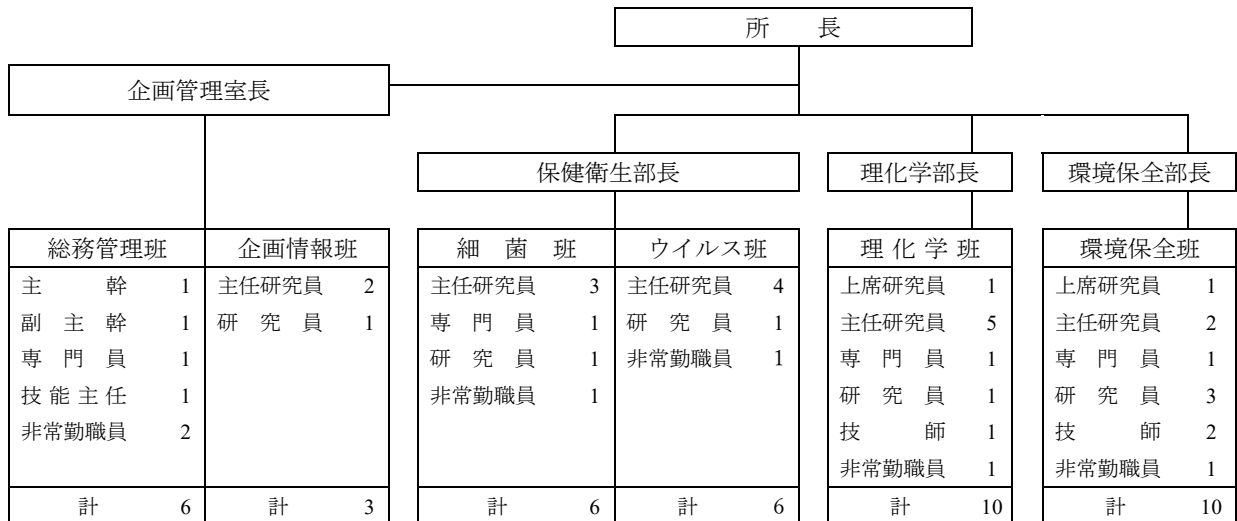 所長
企画管理室長
保健衛生部長 理化学部長 環境保全部長
総務管理班 企画情報班 細菌班 ウイルス班 理化学班 環境保全班
主幹 1 主任研究員 2 主任研究員 3 主任研究員 4 上席研究員 1 上席研究員 1
副主幹 1 研究員 1 専門員 1 研究員 1 主任研究員 5 主任研究員 2
専門員 1 研究員 1 非常勤職員 1 専門員 1 専門員 1
技能主任 1 非常勤職員 1 研究員 1 研究員 3
非常勤職員 2 技師 1 技師 2
非常勤職員 1 非常勤職員 1
計 6 計 3 計 6 計 6 計 10 計 10